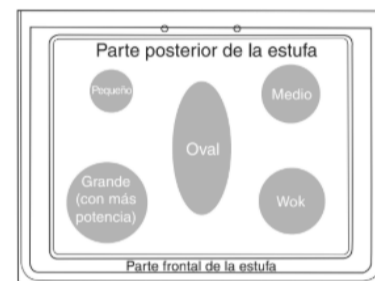 Parte posterior de la estufa
Pequeño
Medio
Oval
Grande
(con más
potencia)
Wok
Parte frontal de la estufa